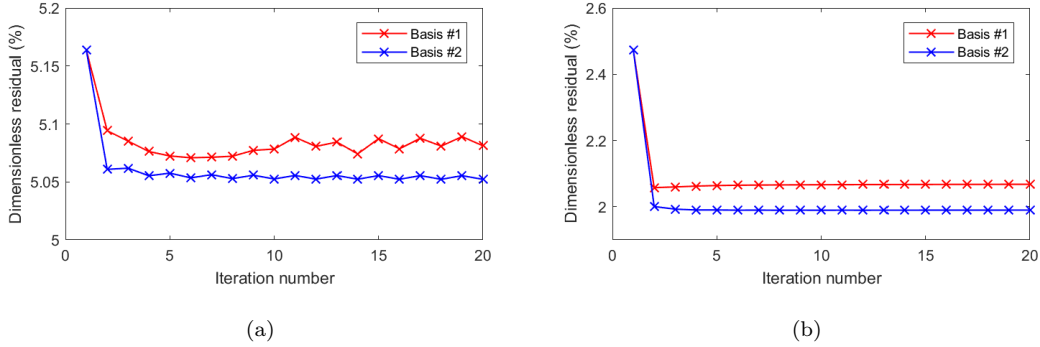 5.2
5.15
5.1
5.05
5
0
5
10
15
20
Dimensionless residual (%)
Iteration number
Basis #1
Basis #2
(a)
2.6
2.4
2.2
2
0
5
10
15
20
Dimensionless residual (%)
Iteration number
Basis #1
Basis #2
(b)